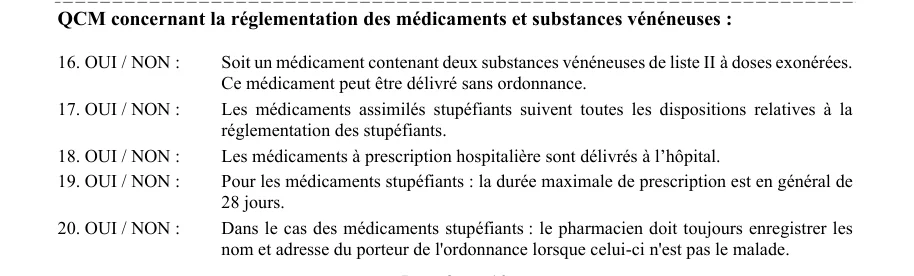 QCM concernant la réglementation des médicaments et substances vénéneuses :
16. OUI / NON : Soit un médicament contenant deux substances vénéneuses de liste II à doses exonérées.
Ce médicament peut être délivré sans ordonnance.
17. OUI / NON : Les médicaments assimilés stupéfiants suivent toutes les dispositions relatives à la
réglementation des stupéfiants.
18. OUI / NON : Les médicaments à prescription hospitalière sont délivrés à l’hôpital.
19. OUI / NON : Pour les médicaments stupéfiants : la durée maximale de prescription est en général de
28 jours.
20. OUI / NON : Dans le cas des médicaments stupéfiants : le pharmacien doit toujours enregistrer les
nom et adresse du porteur de l'ordonnance lorsque celui-ci n'est pas le malade.